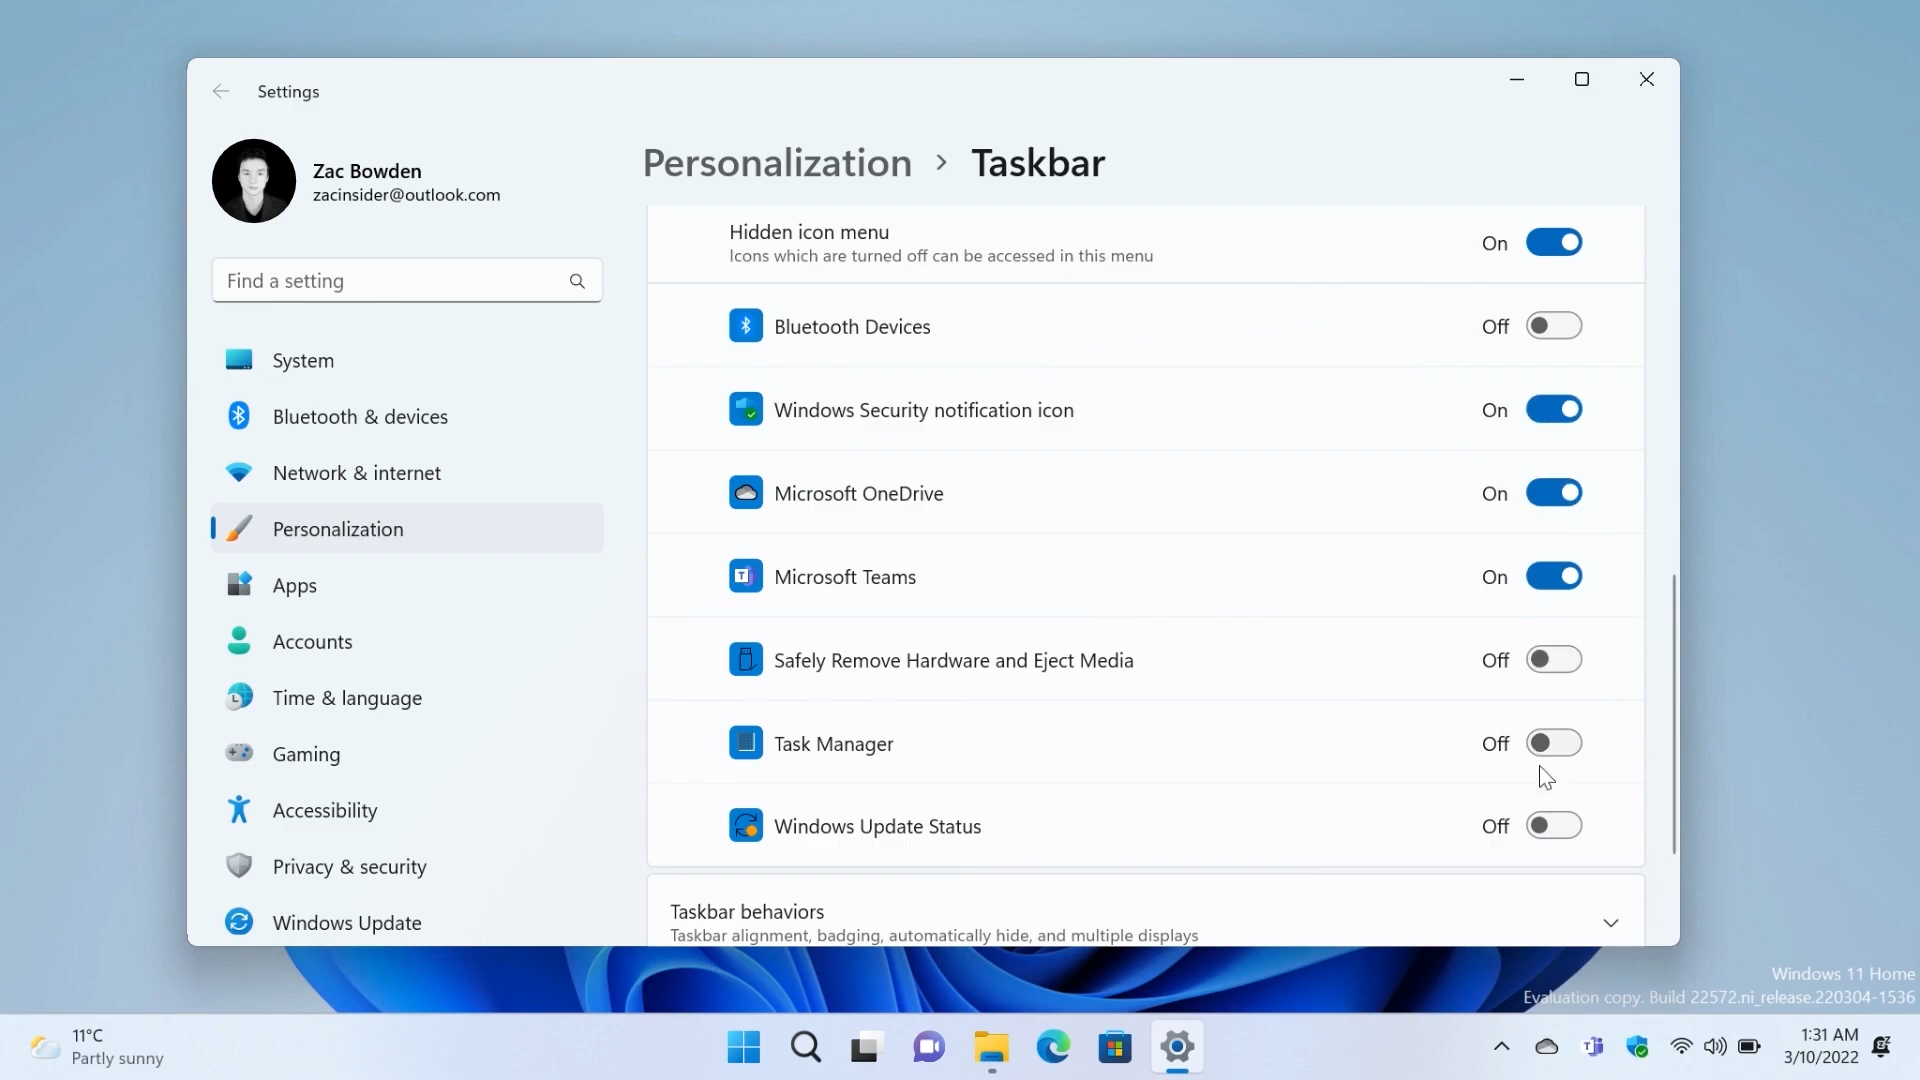 Settings
Zac Bowden
zacinsider@outlook.com
Find a setting
System
Bluetooth & devices
Network & internet
Personalization
Apps
Accounts
Time & language
Gaming
Accessibility
Privacy & security
Windows Update
Personalization > Taskbar
Hidden icon menu
Icons which are turned off can be accessed in this menu
On
Bluetooth Devices Off
Windows Security notification icon On
Microsoft OneDrive On
Microsoft Teams On
Safely Remove Hardware and Eject Media Off
Task Manager Off
Windows Update Status Off
Taskbar behaviors
Taskbar alignment, badging, automatically hide, and multiple displays
Windows 11 Home
Evaluation copy. Build 22572.ni_release.220304-1536
11°C
Partly sunny
1:31 AM
3/10/2022